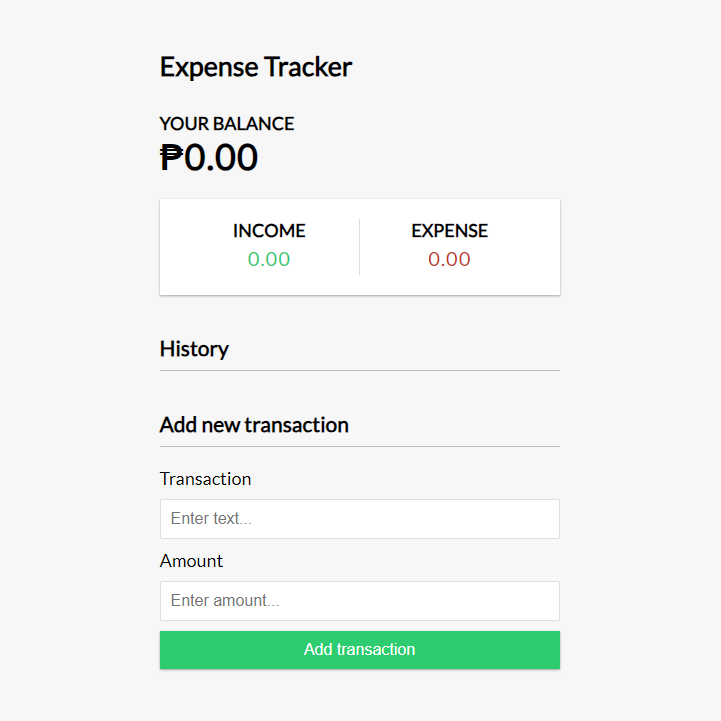 Expense Tracker
YOUR BALANCE
₱0.00
INCOME EXPENSE
0.00 0.00
History
Add new transaction
Transaction
Enter text...
Amount
Enter amount...
Add transaction